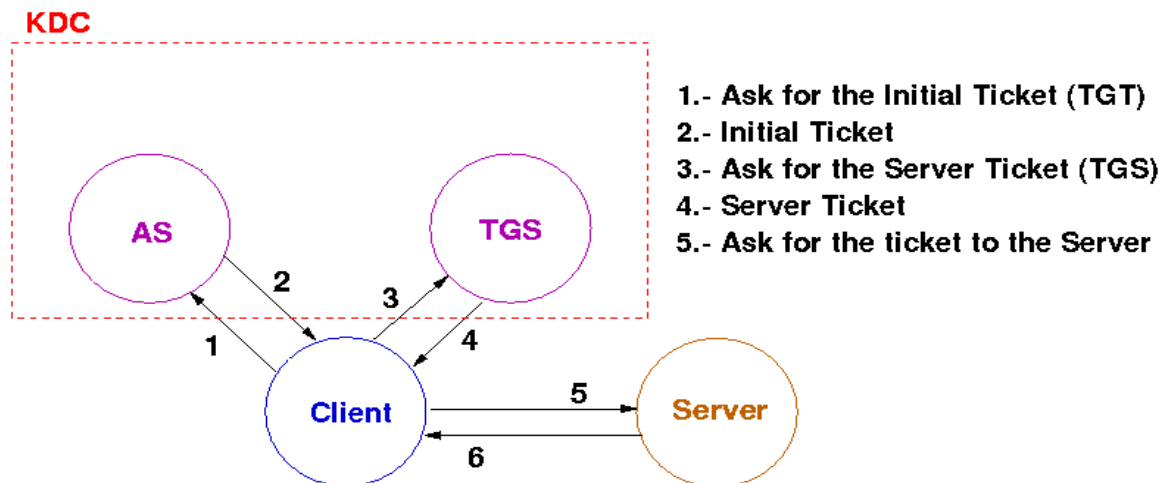 KDC
1.- Ask for the Initial Ticket (TGT)
2.- Initial Ticket
3.- Ask for the Server Ticket (TGS)
4.- Server Ticket
5.- Ask for the ticket to the Server
AS
TGS
2
3
1
4
Client
5
Server
6